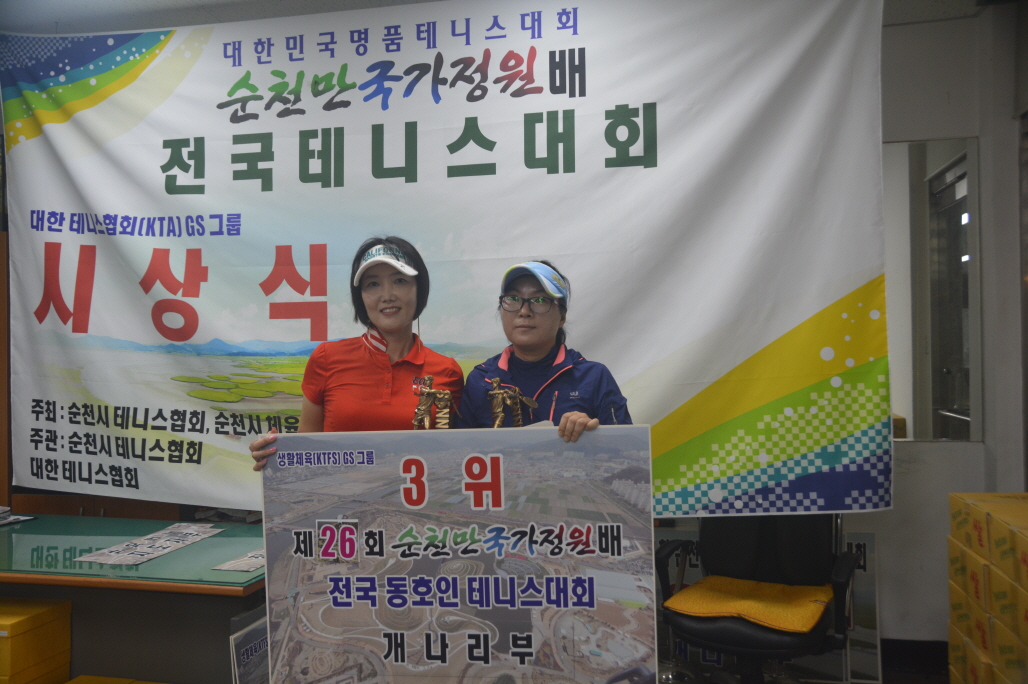 대한민국명품테니스대회
순천만국가정원배
전국테니스대회
대한 테니스협회(KTA) GS 그룹
시상식
주최 : 순천시 테니스협회, 순천시 체육
주관 : 순천시 테니스협회
대한 테니스협회
생활체육(KTFS) GS 그룹
3위
제26회 순천만국가정원배
전국 동호인 테니스대회
개나리부